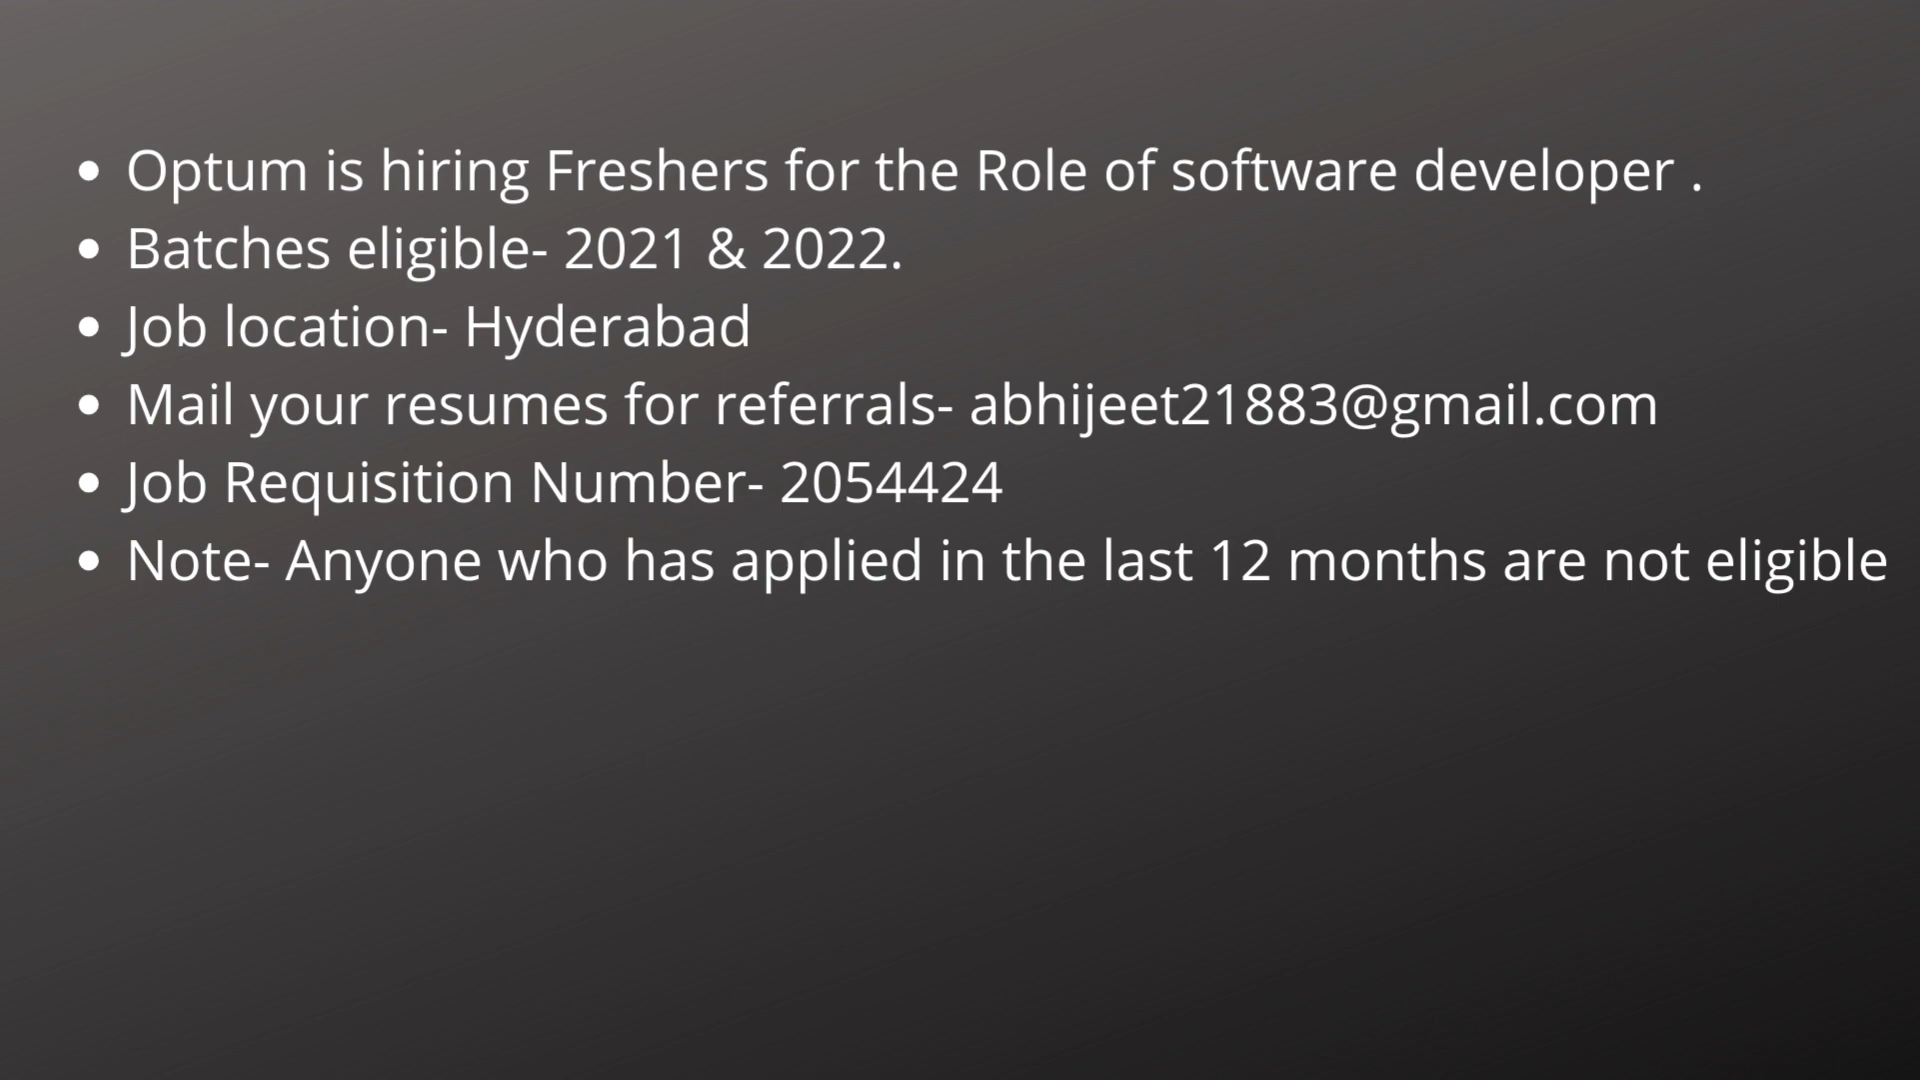 • Optum is hiring Freshers for the Role of software developer .
• Batches eligible- 2021 & 2022.
• Job location- Hyderabad
• Mail your resumes for referrals- abhijeet21883@gmail.com
• Job Requisition Number- 2054424
• Note- Anyone who has applied in the last 12 months are not eligible